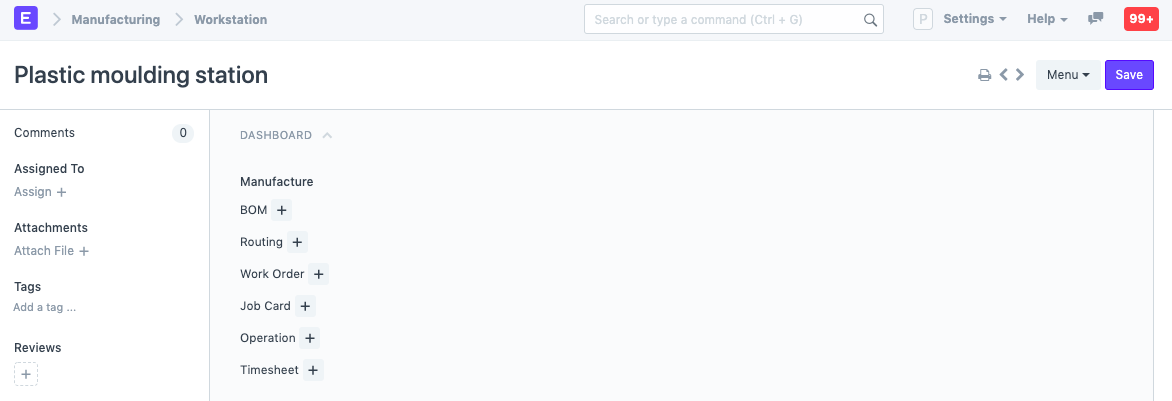 E Manufacturing Workstation Search or type a command (Ctrl + G) P Settings Help 99+
Plastic moulding station Menu Save
Comments 0
Assigned To
Assign +
Attachments
Attach File +
Tags
Add a tag ...
Reviews
+
DASHBOARD
Manufacture
BOM +
Routing +
Work Order +
Job Card +
Operation +
Timesheet +